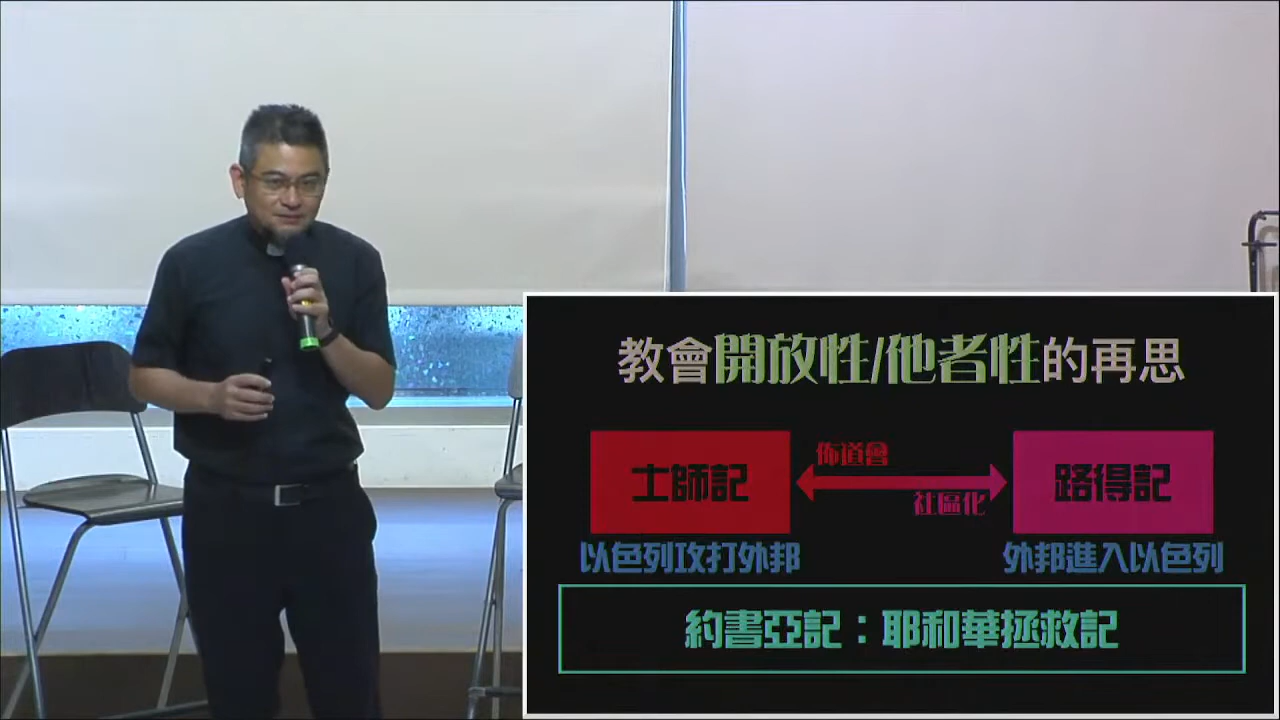 教會開放性/他者性的再思
士師記
佈道會
社區化
路得記
以色列攻打外邦
外邦進入以色列
約書亞記：耶和華拯救記